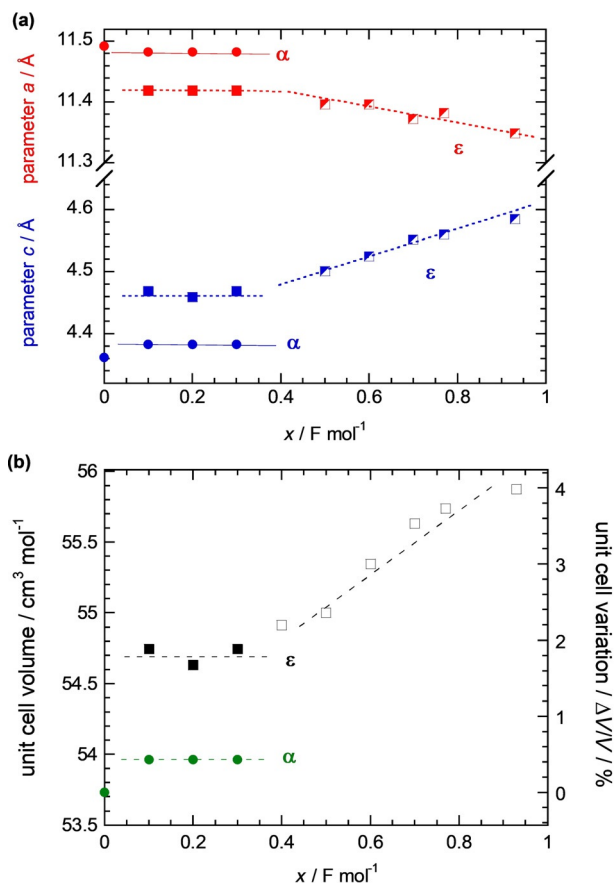 (a)
11.5
11.4
11.3
parameter a / Å
α
ε
4.6
4.5
4.4
parameter c / Å
ε
α
0 0.2 0.4 0.6 0.8 1
x / F mol⁻¹
(b)
56
55.5
55
54.5
54
53.5
unit cell volume / cm³ mol⁻¹
ε
α
4
3
2
1
0
unit cell variation / ΔV/V / %
0 0.2 0.4 0.6 0.8 1
x / F mol⁻¹